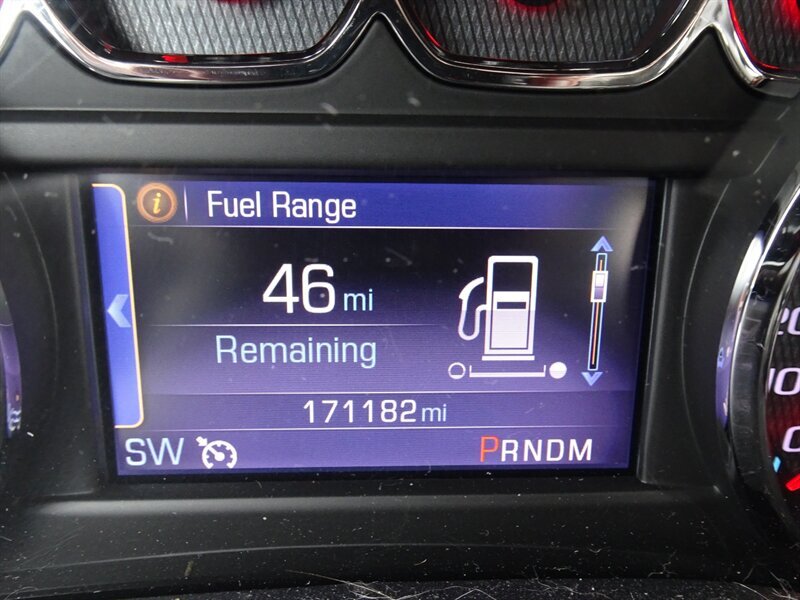 i Fuel Range
46 mi
Remaining
171182 mi
SW PRNDM